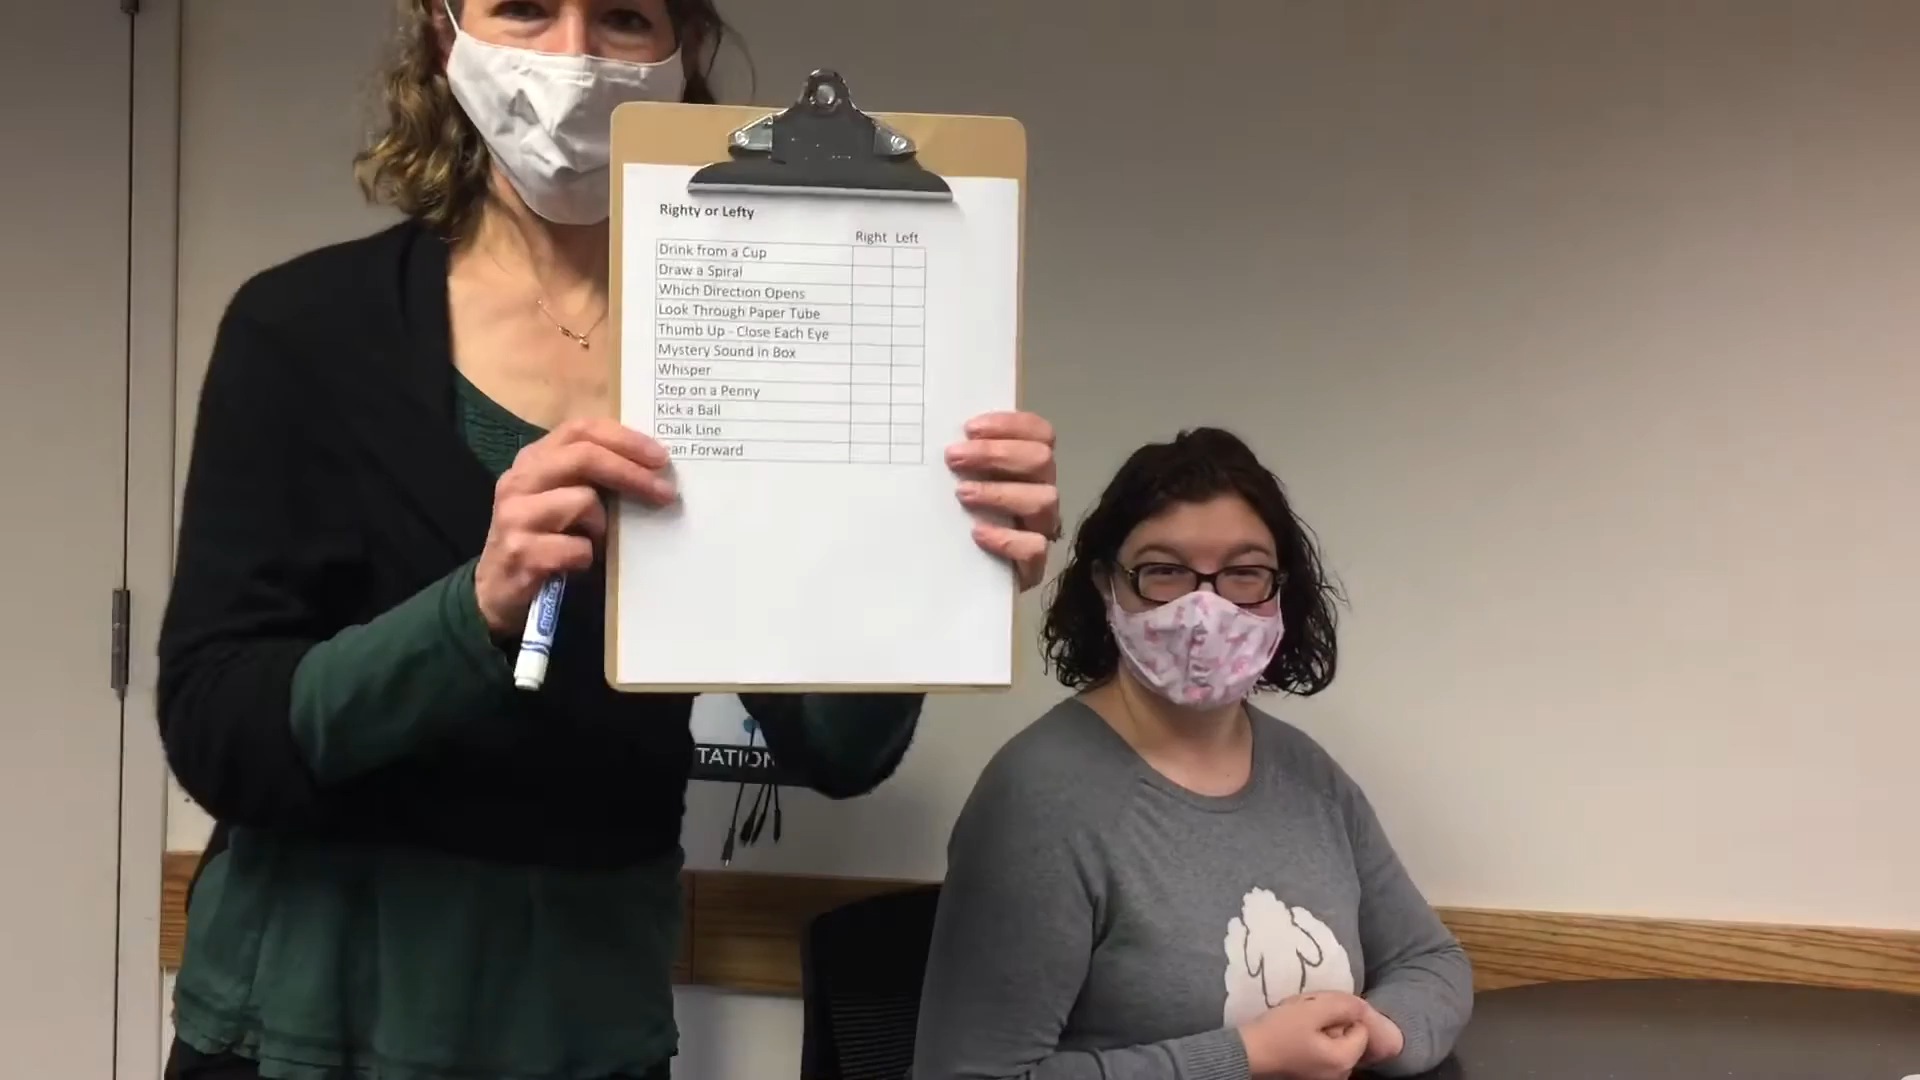 Righty or Lefty
Right Left
Drink from a Cup
Draw a Spiral
Which Direction Opens
Look Through Paper Tube
Thumb Up - Close Each Eye
Mystery Sound in Box
Whisper
Step on a Penny
Kick a Ball
Chalk Line
ean Forward
TATION